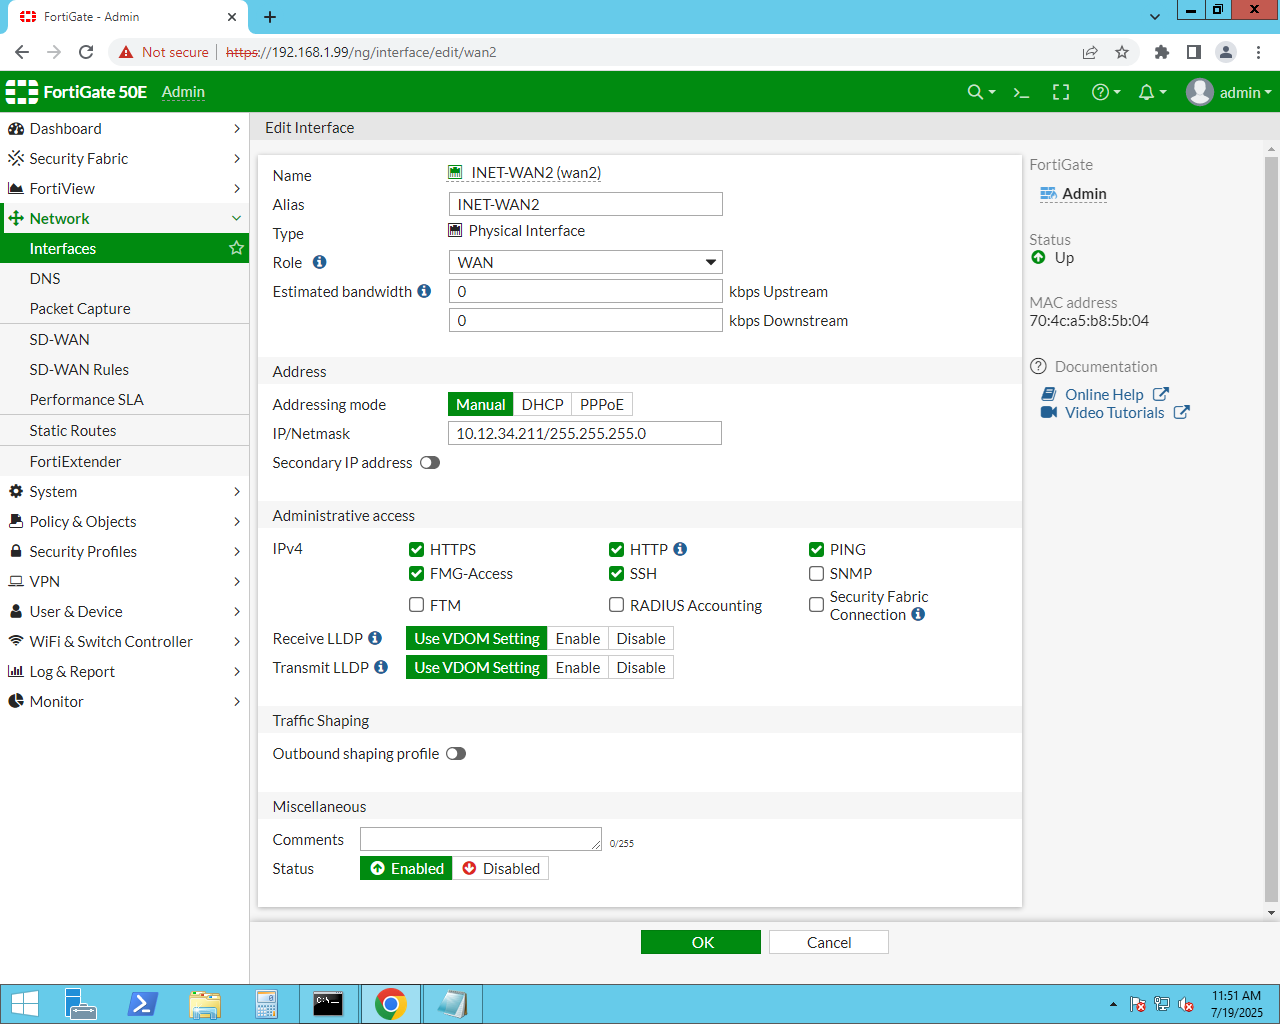 FortiGate - Admin
Not secure | https://192.168.1.99/ng/interface/edit/wan2
FortiGate 50E Admin
admin
Dashboard
Security Fabric
FortiView
Network
Interfaces
DNS
Packet Capture
SD-WAN
SD-WAN Rules
Performance SLA
Static Routes
FortiExtender
System
Policy & Objects
Security Profiles
VPN
User & Device
WiFi & Switch Controller
Log & Report
Monitor
Edit Interface
Name INET-WAN2 (wan2)
Alias INET-WAN2
Type Physical Interface
Role WAN
Estimated bandwidth 0 kbps Upstream
0 kbps Downstream
Address
Addressing mode Manual DHCP PPPoE
IP/Netmask 10.12.34.211/255.255.255.0
Secondary IP address
Administrative access
IPv4 HTTPS HTTP PING
FMG-Access SSH SNMP
FTM RADIUS Accounting Security Fabric
Connection
Receive LLDP Use VDOM Setting Enable Disable
Transmit LLDP Use VDOM Setting Enable Disable
Traffic Shaping
Outbound shaping profile
Miscellaneous
Comments 0/255
Status Enabled Disabled
OK Cancel
FortiGate
Admin
Status
Up
MAC address
70:4c:a5:b8:5b:04
Documentation
Online Help
Video Tutorials
C:\_
11:51 AM
7/19/2025